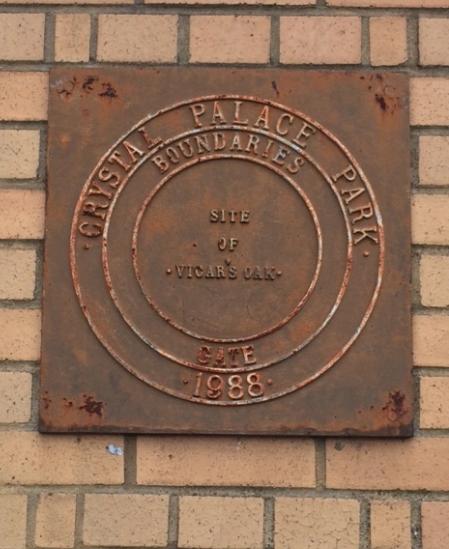 CRYSTAL PALACE PARK
BOUNDARIES
SITE
OF
·VICAR'S OAK·
GATE
·1988·